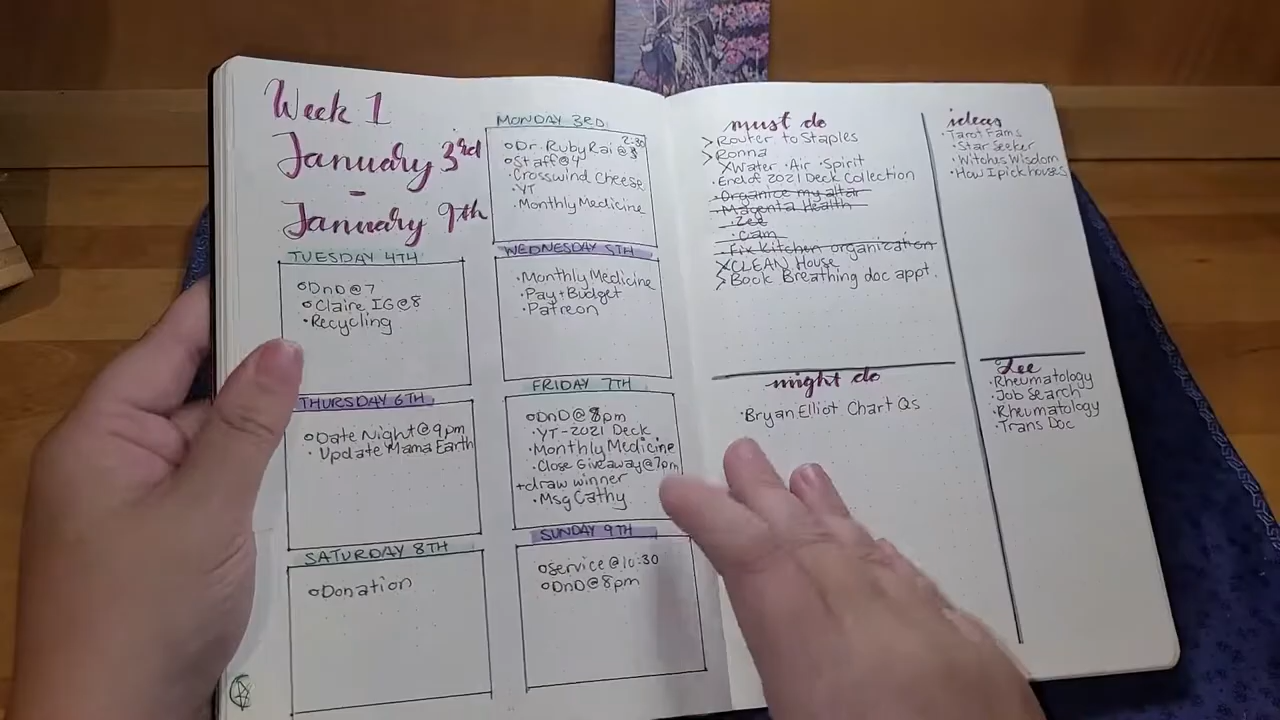 Week 1
January 3rd
-
January 9th
MONDAY 3RD
2:30
Dr. Ruby Rai @ 3
Staff @ 4
Crosswind Cheese
YT
Monthly Medicine
TUESDAY 4TH
DnD @ 7
Claire IG @ 8
Recycling
WEDNESDAY 5TH
Monthly Medicine
Pay + Budget
Patreon
THURSDAY 6TH
Date Night @ 9pm
Update Mama Earth
FRIDAY 7TH
DnD @ 8pm
YT - 2021 Deck
Monthly Medicine
Close Giveaway @ 7pm
+ draw winner
Msg Cathy
SATURDAY 8TH
Donation
SUNDAY 9TH
Service @ 10:30
DnD @ 8pm
must do
> Router to Staples
> Ronna
X Water · Air · Spirit
· End of 2021 Deck Collection
Organize my altar
Magenta Health
· Zed
· Cam
Fix Kitchen organization
X CLEAN House
> Book Breathing doc appt.
might do
· Bryan Elliot Chart Qs
ideas
· Tarot Fams
· Star Seeker
· Witches Wisdom
· How I pick houses
· Rheumatology
· Job Search
· Rheumatology
· Trans Doc